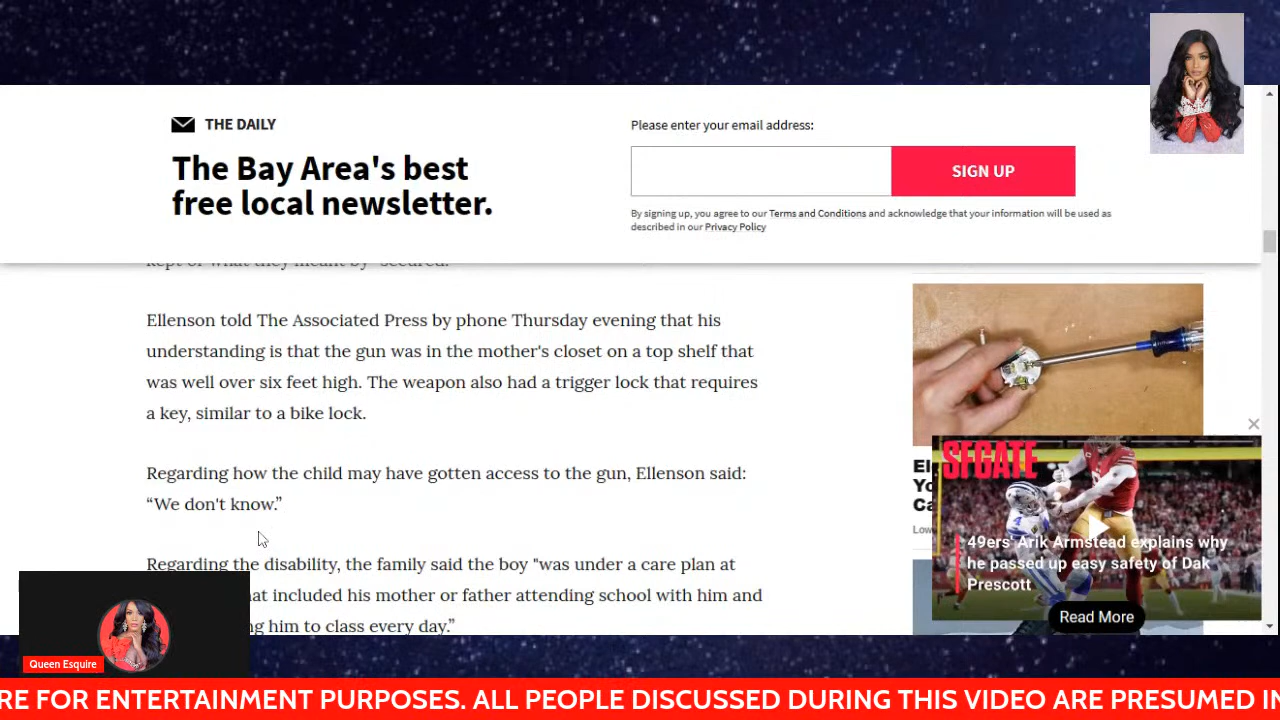 THE DAILY
The Bay Area's best
free local newsletter.
Please enter your email address:
SIGN UP
By signing up, you agree to our Terms and Conditions and acknowledge that your information will be used as
described in our Privacy Policy
kept or what they meant by "secured."
Ellenson told The Associated Press by phone Thursday evening that his
understanding is that the gun was in the mother's closet on a top shelf that
was well over six feet high. The weapon also had a trigger lock that requires
a key, similar to a bike lock.
Regarding how the child may have gotten access to the gun, Ellenson said:
“We don't know.”
Regarding the disability, the family said the boy "was under a care plan at
included his mother or father attending school with him and
him to class every day.”
SFGATE
49ers' Arik Armstead explains why
he passed up easy safety of Dak
Prescott
Read More
Queen Esquire
FOR ENTERTAINMENT PURPOSES. ALL PEOPLE DISCUSSED DURING THIS VIDEO ARE PRESUMED